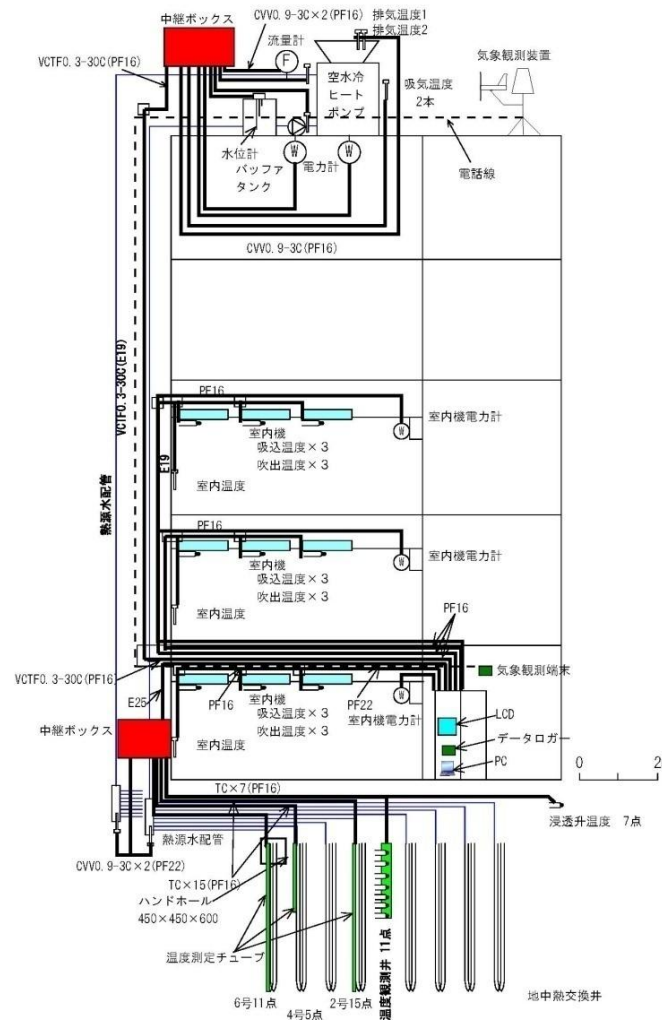 中継ボックス
CVV0.9-3C×2(PF16)
排気温度1
排気温度2
流量計
VCTF0.3-30C(PF16)
F
空水冷
ヒート
ポンプ
吸気温度
2本
気象観測装置
水位計
バッファ
タンク
W
電力計
W
電話線
CVV0.9-3C(PF16)
VCTF0.3-30C(E19)
熱源水配管
PF16
E19
室内機
吸込温度×3
吹出温度×3
室内温度
W
室内機電力計
PF16
室内機
吸込温度×3
吹出温度×3
室内温度
W
室内機電力計
PF16
VCTF0.3-30C(PF16)
E25
気象観測端末
PF16
室内機
吸込温度×3
吹出温度×3
室内温度
PF22
室内機電力計
W
LCD
データロガー
PC
中継ボックス
0 2
TC×7(PF16)
浸透升温度 7点
熱源水配管
CVV0.9-3C×2(PF22)
TC×15(PF16)
ハンドホール
450×450×600
温度測定チューブ
温度観測井 11点
6号11点
4号5点
2号15点
地中熱交換井